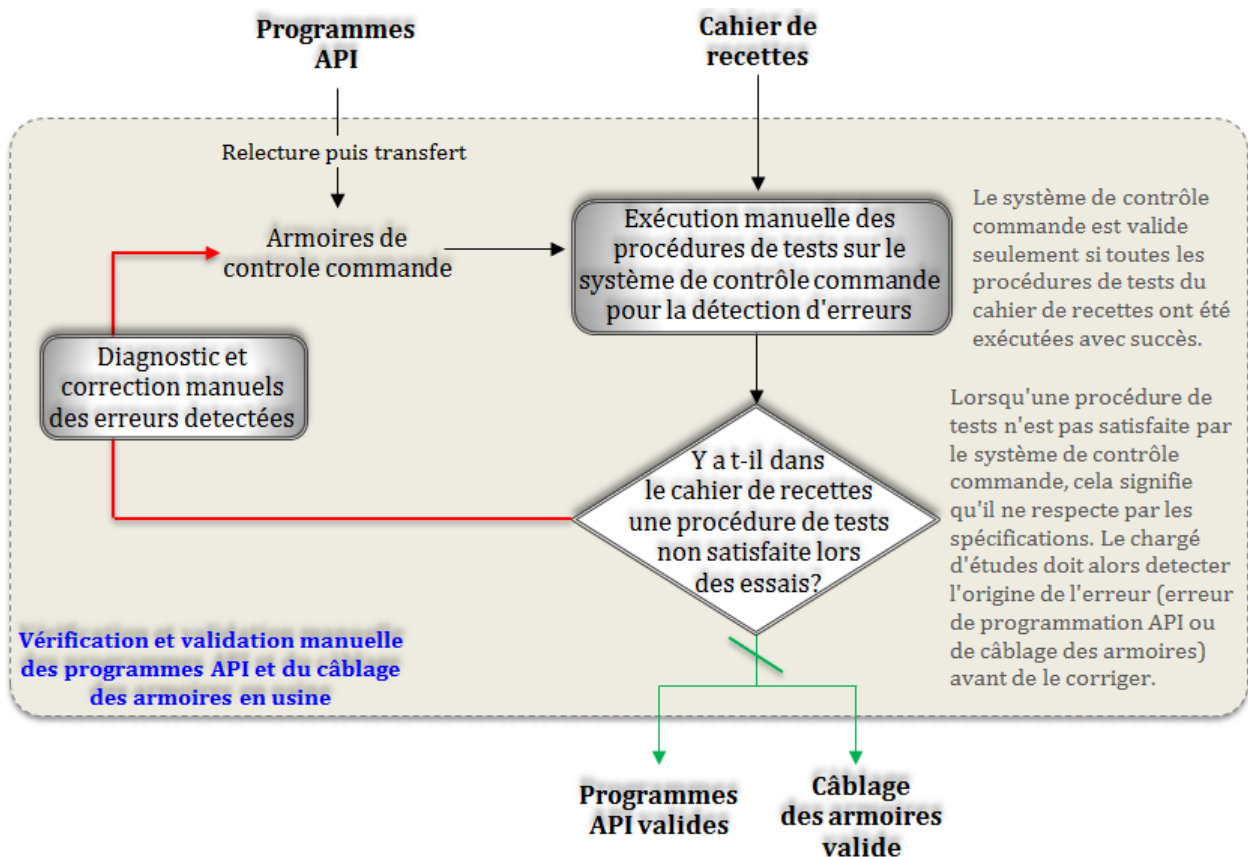 Programmes
API
Cahier de
recettes
Relecture puis transfert
Armoires de
controle commande
Exécution manuelle des
procédures de tests sur le
système de contrôle commande
pour la détection d'erreurs
Le système de contrôle
commande est valide
seulement si toutes les
procédures de tests du
cahier de recettes ont été
exécutées avec succès.
Diagnostic et
correction manuels
des erreurs detectées
Y a t-il dans
le cahier de recettes
une procédure de tests
non satisfaite lors
des essais?
Lorsqu'une procédure de
tests n'est pas satisfaite par
le système de contrôle
commande, cela signifie
qu'il ne respecte par les
spécifications. Le chargé
d'études doit alors detecter
l'origine de l'erreur (erreur
de programmation API ou
de câblage des armoires)
avant de le corriger.
Vérification et validation manuelle
des programmes API et du câblage
des armoires en usine
Programmes
API valides
Câblage
des armoires
valide